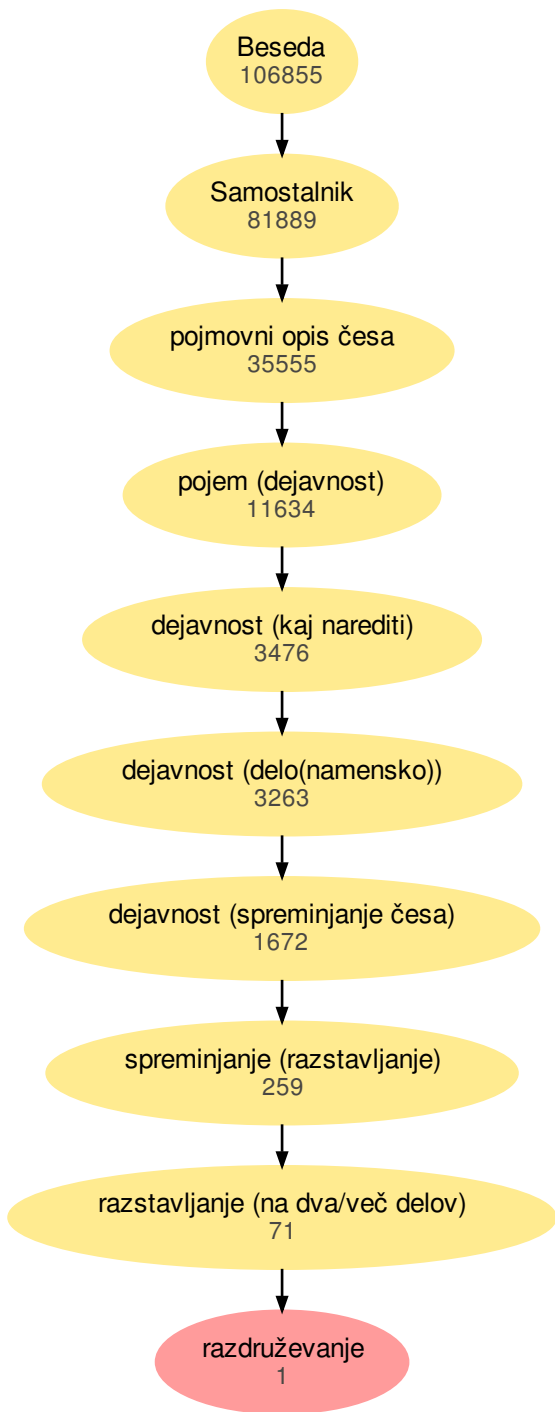 Beseda
106855
Samostalnik
81889
pojmovni opis česa
35555
pojem (dejavnost)
11634
dejavnost (kaj narediti)
3476
dejavnost (delo(namensko))
3263
dejavnost (spreminjanje česa)
1672
spreminjanje (razstavljanje)
259
razstavljanje (na dva/več delov)
71
razdruževanje
1